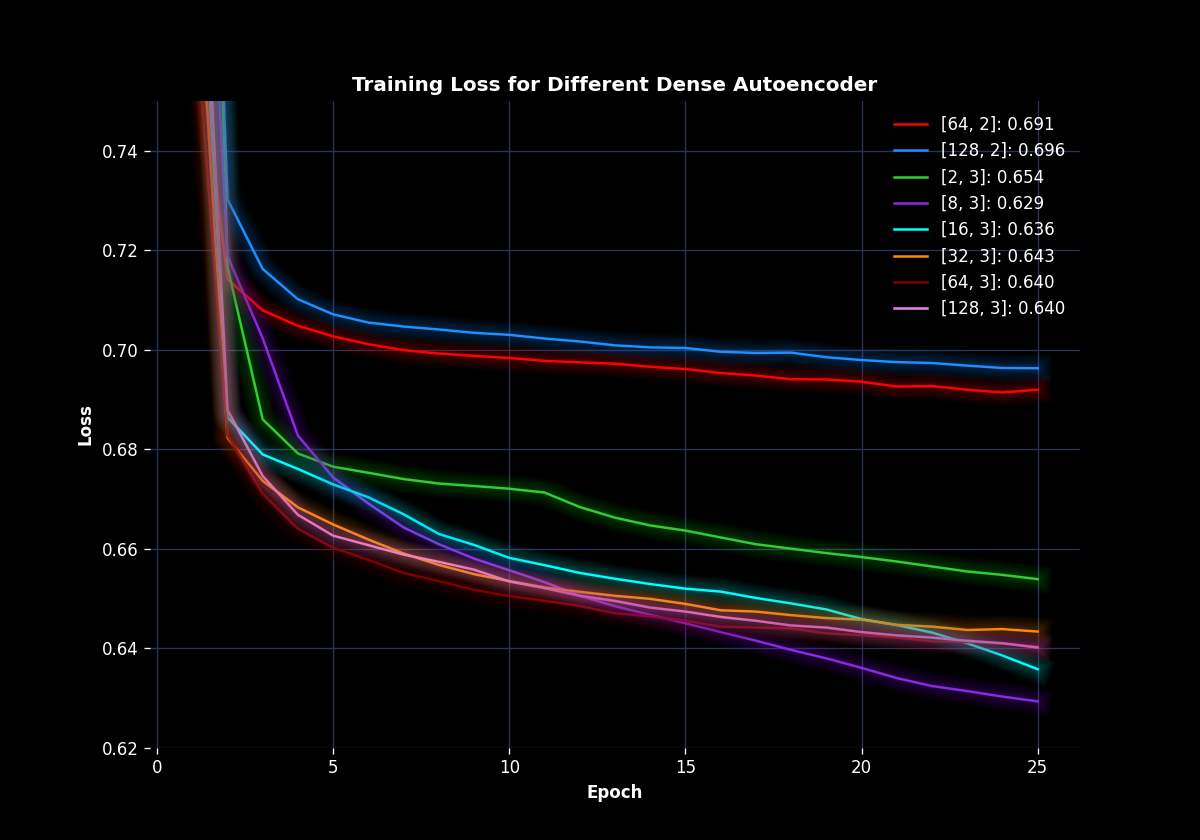 Training Loss for Different Dense Autoencoder
[64, 2]: 0.691
[128, 2]: 0.696
[2, 3]: 0.654
[8, 3]: 0.629
[16, 3]: 0.636
[32, 3]: 0.643
[64, 3]: 0.640
[128, 3]: 0.640
0.74
0.72
0.70
0.68
0.66
0.64
0.62
Loss
0 5 10 15 20 25
Epoch